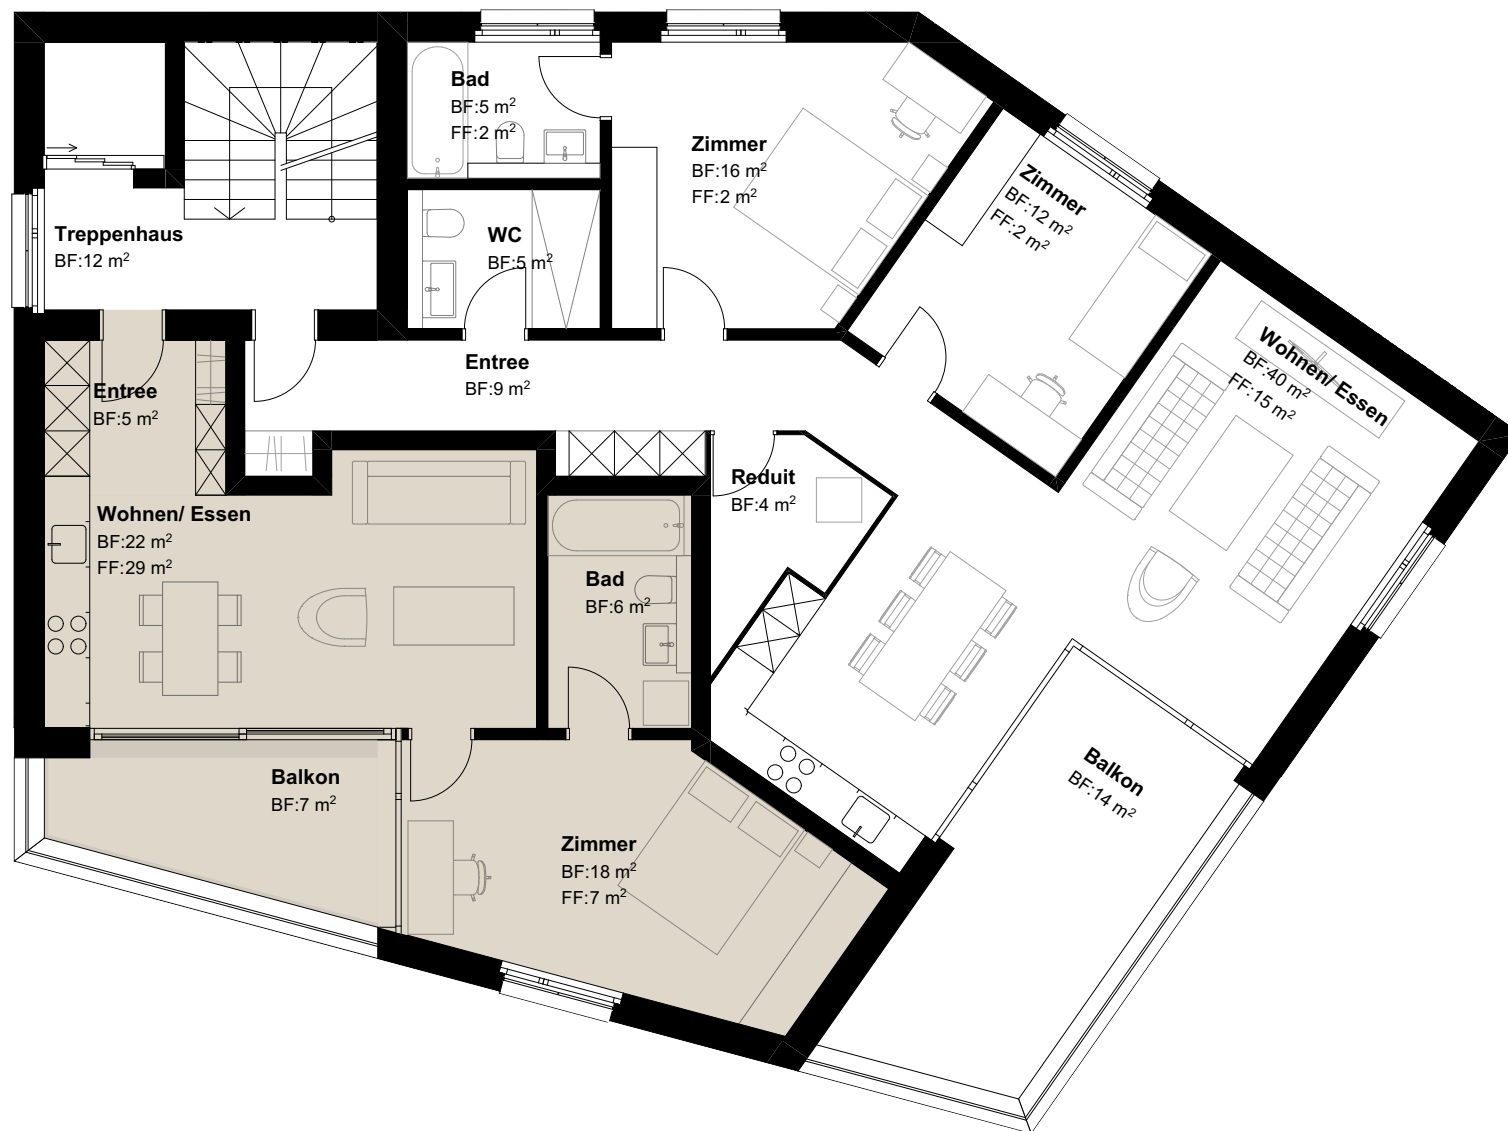 Bad
BF:5 m²
FF:2 m²
Zimmer
BF:16 m²
FF:2 m²
Zimmer
BF:12 m²
FF:2 m²
Treppenhaus
BF:12 m²
WC
BF:5 m²
Entree
BF:9 m²
Wohnen/ Essen
BF:40 m²
FF:15 m²
Entree
BF:5 m²
Reduit
BF:4 m²
Wohnen/ Essen
BF:22 m²
FF:29 m²
Bad
BF:6 m²
Balkon
BF:7 m²
Balkon
BF:14 m²
Zimmer
BF:18 m²
FF:7 m²